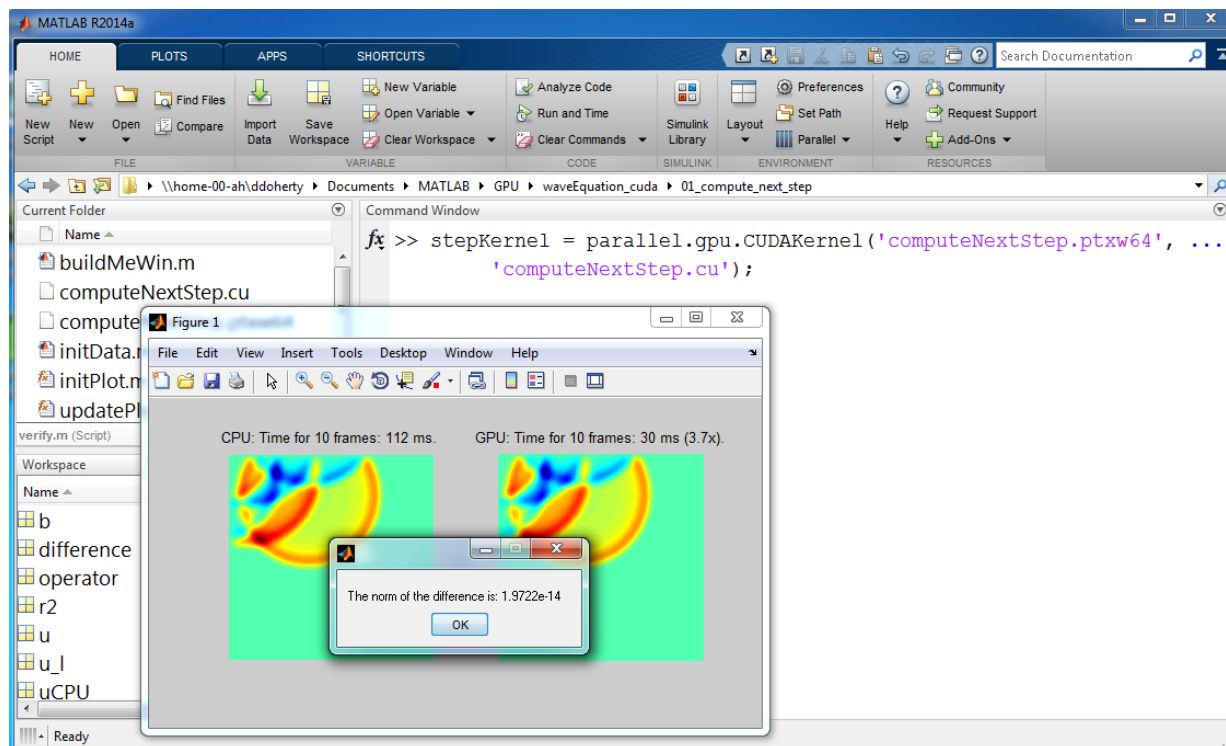 MATLAB R2014a
HOME PLOTS APPS SHORTCUTS Search Documentation
New Script
New
Open
Find Files
Compare
Import Data
Save Workspace
New Variable
Open Variable
Clear Workspace
Analyze Code
Run and Time
Clear Commands
Simulink Library
Layout
Preferences
Set Path
Parallel
Help
Community
Request Support
Add-Ons
FILE VARIABLE CODE SIMULINK ENVIRONMENT RESOURCES
\\home-00-ah\ddoherty Documents MATLAB GPU waveEquation_cuda 01_compute_next_step
Current Folder
Name
buildMeWin.m
computeNextStep.cu
compute
initData.
initPlot.m
updatePl
verify.m (Script)
Workspace
Name
b
difference
operator
r2
u
u_l
uCPU
Ready
Command Window
fx >> stepKernel = parallel.gpu.CUDAKernel('computeNextStep.ptxw64', ...
'computeNextStep.cu');
Figure 1
File Edit View Insert Tools Desktop Window Help
CPU: Time for 10 frames: 112 ms. GPU: Time for 10 frames: 30 ms (3.7x).
The norm of the difference is: 1.9722e-14
OK